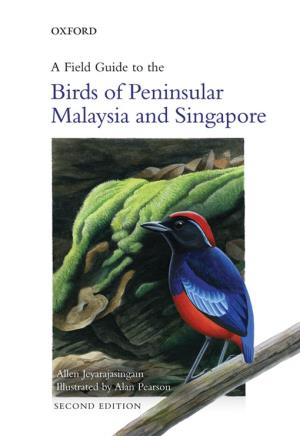 OXFORD
A Field Guide to the
Birds of Peninsular
Malaysia and Singapore
Allen Jeyarajasingam
Illustrated by Alan Pearson
SECOND EDITION